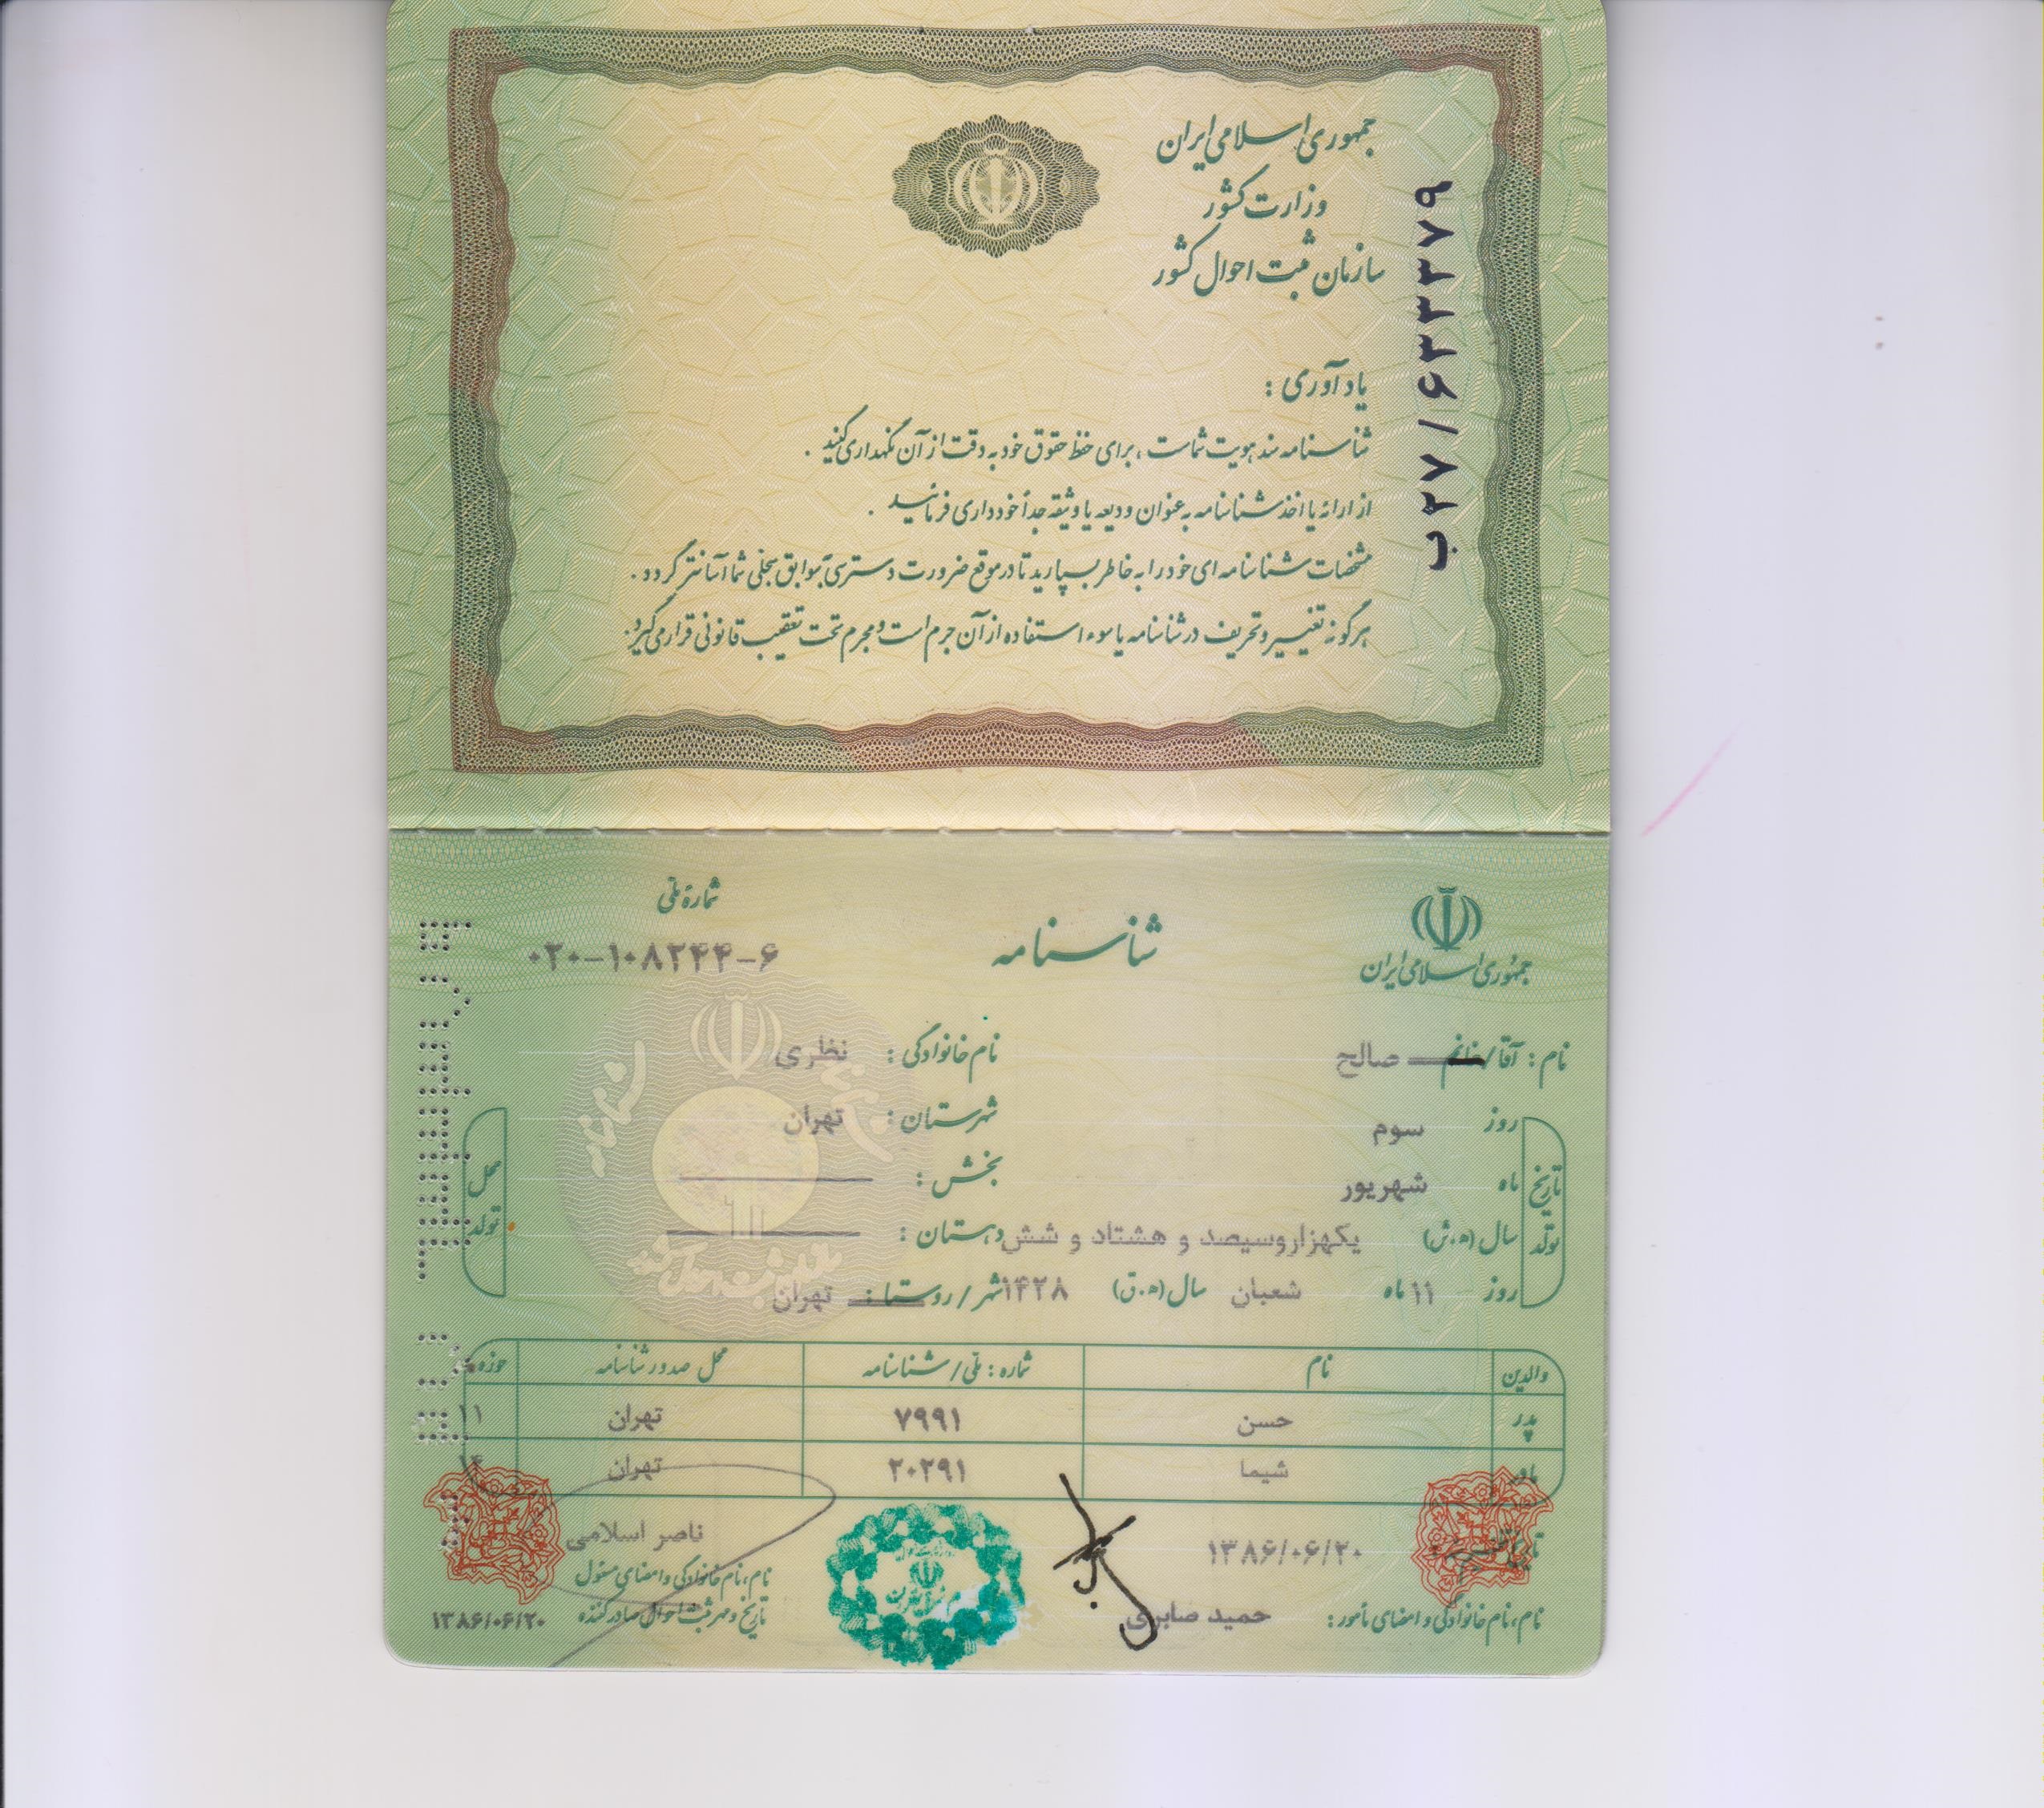 جمهوری اسلامی ایران
وزارت کشور
سازمان ثبت احوال کشور
ب۲۷/۶۳۳۳۷۹
یادآوری :
شناسنامه سند هویت شماست ، برای حفظ حقوق خود به دقت از آن نگهداری کنید .
از ارائه یا اخذ شناسنامه به عنوان ودیعه یا وثیقه جداً خودداری فرمائید .
مشخصات شناسنامه ای خود را به خاطر بسپارید تا در موقع ضرورت دسترسی بسوابق سجلی شما آسانتر گردد .
هرگونه تغییر و تحریف در شناسنامه یا سوء استفاده از آن جرم است و مجرم تحت تعقیب قانونی قرار می گیرد .
جمهوری اسلامی ایران
شناسنامه
شمارهٔ ملی
۰۲۰-۱۰۸۲۴۴-۶
نام : آقا/خانم صالح نام خانوادگی : نظری
تاریخ تولد
محل تولد
روز سوم شهرستان : تهران
ماه شهریور بخش :
سال (ه.ش) یکهزاروسیصد و هشتاد و شش دهستان :
روز ۱۱ ماه شعبان سال (ه.ق) ۱۴۲۸ شهر / روستا : تهران
والدین نام شماره : ملی / شناسنامه محل صدور شناسنامه حوزه
پدر حسن ۷۹۹۱ تهران ۱۱
مادر شیما ۲۰۲۹۱ تهران
۱۳۸۶/۰۶/۲۰ ناصر اسلامی
نام ، نام خانوادگی و امضای مسئول
نام ، نام خانوادگی و امضای مأمور : حمید صابری
تاریخ و مهر ثبت احوال صادر کننده ۱۳۸۶/۰۶/۲۰